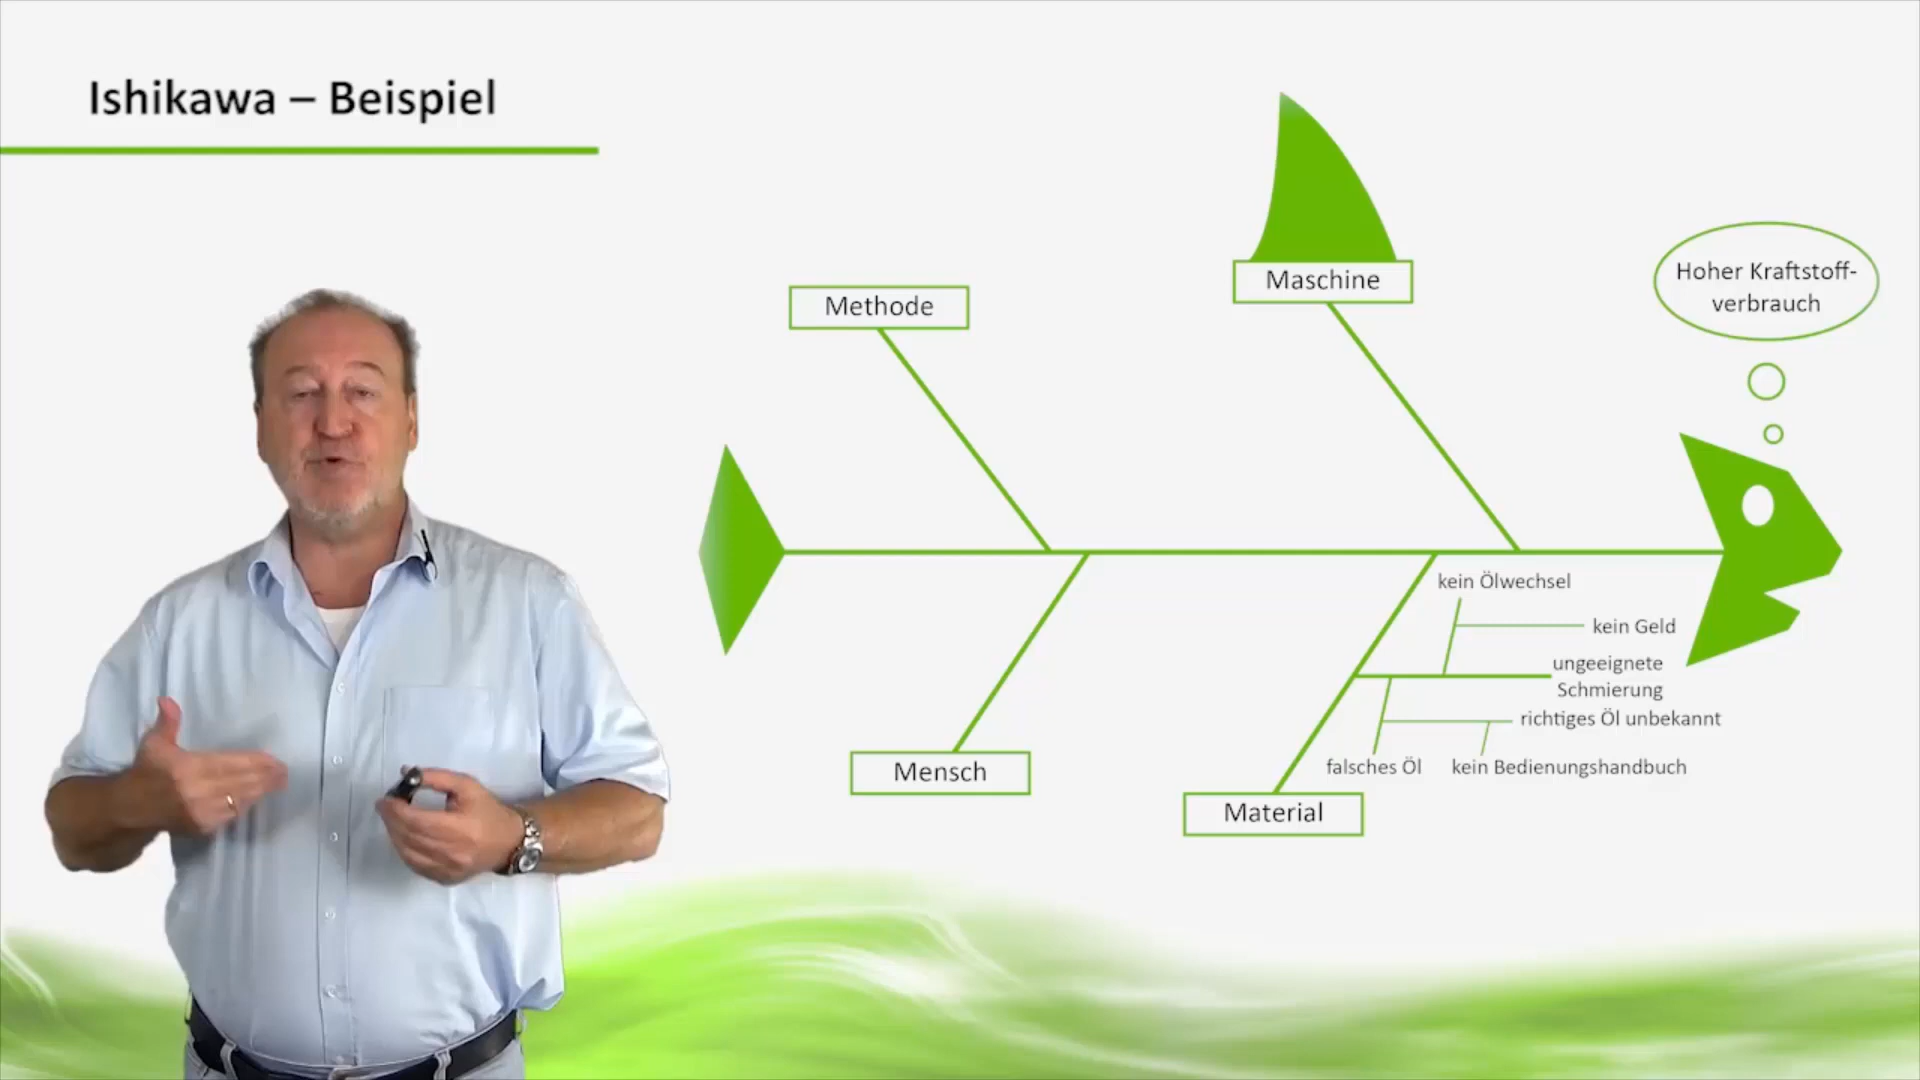 Ishikawa – Beispiel
Methode
Maschine
Hoher Kraftstoff-
verbrauch
kein Ölwechsel
kein Geld
ungeeignete
Schmierung
richtiges Öl unbekannt
falsches Öl
kein Bedienungshandbuch
Mensch
Material